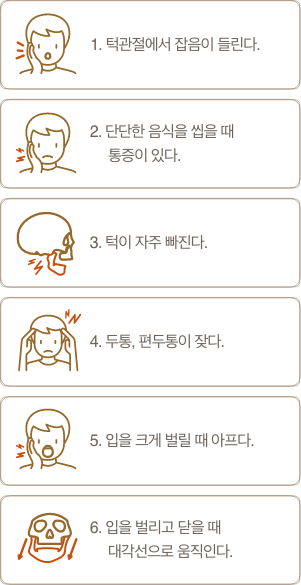 1. 턱관절에서 잡음이 들린다.
2. 단단한 음식을 씹을 때
통증이 있다.
3. 턱이 자주 빠진다.
4. 두통, 편두통이 잦다.
5. 입을 크게 벌릴 때 아프다.
6. 입을 벌리고 닫을 때
대각선으로 움직인다.